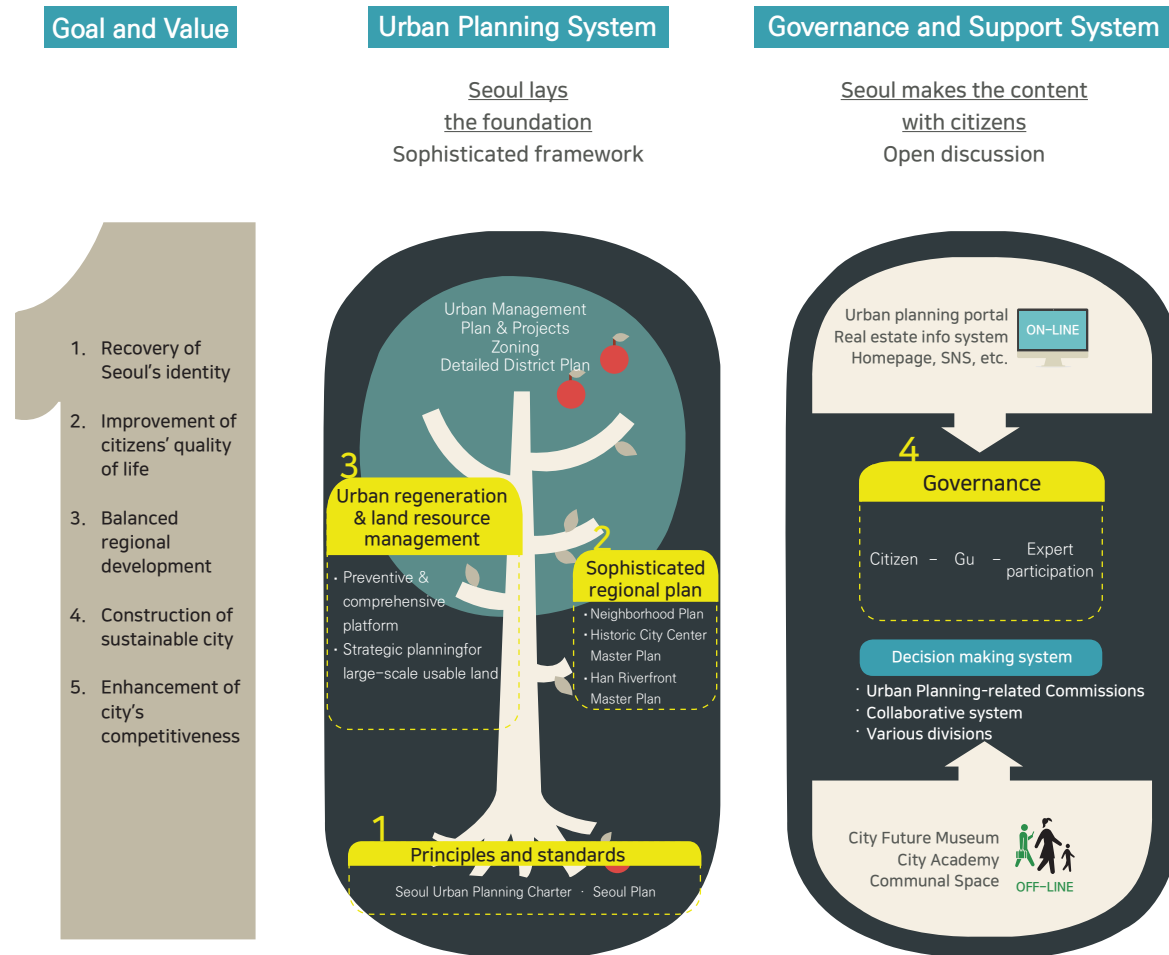 Goal and Value
1. Recovery of
Seoul's identity
2. Improvement of
citizens' quality
of life
3. Balanced
regional
development
4. Construction of
sustainable city
5. Enhancement of
city's
competitiveness
Urban Planning System
Seoul lays
the foundation
Sophisticated framework
Urban Management
Plan & Projects
Zoning
Detailed District Plan
3
Urban regeneration
& land resource
management
· Preventive &
comprehensive
platform
· Strategic planningfor
large-scale usable land
2
Sophisticated
regional plan
· Neighborhood Plan
· Historic City Center
Master Plan
· Han Riverfront
Master Plan
1
Principles and standards
Seoul Urban Planning Charter · Seoul Plan
Governance and Support System
Seoul makes the content
with citizens
Open discussion
Urban planning portal
Real estate info system
Homepage, SNS, etc.
ON-LINE
4
Governance
Citizen – Gu – Expert
participation
Decision making system
· Urban Planning-related Commissions
· Collaborative system
· Various divisions
City Future Museum
City Academy
Communal Space
OFF-LINE